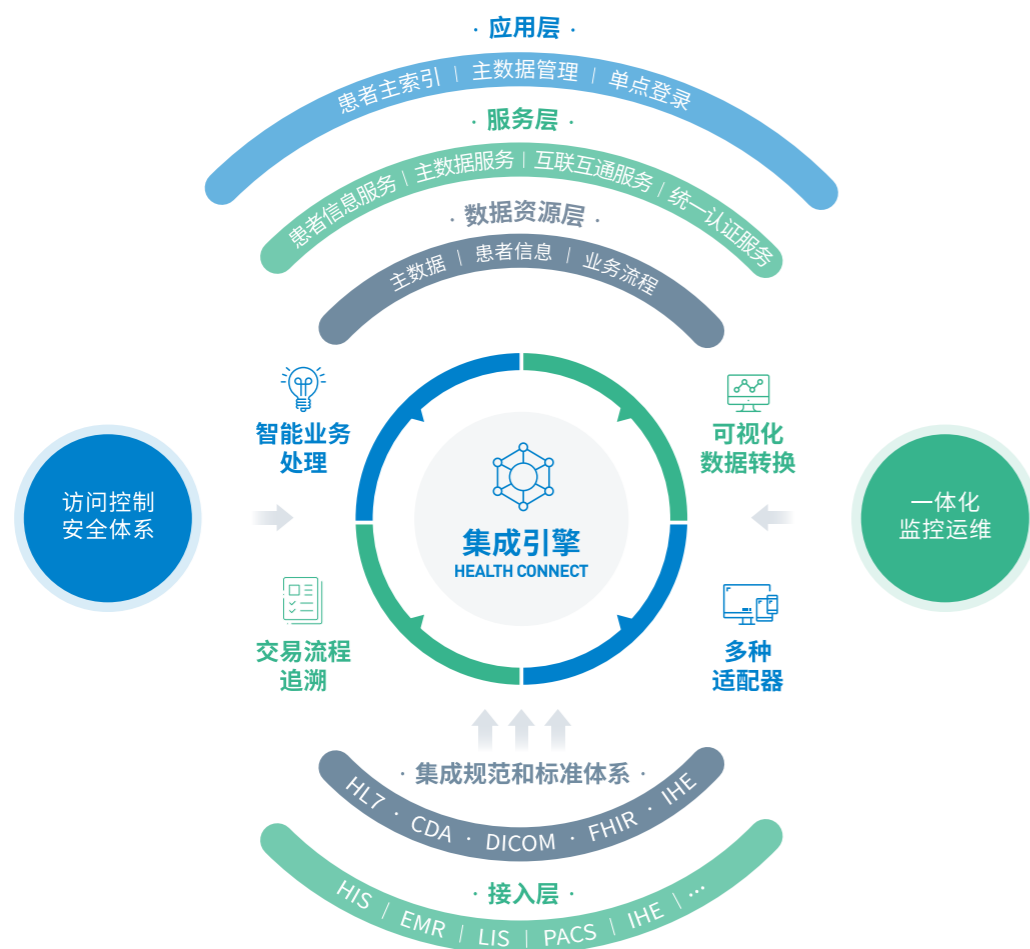 · 应用层 ·
患者主索引 | 主数据管理 | 单点登录
· 服务层 ·
患者信息服务 | 主数据服务 | 互联互通服务 | 统一认证服务
· 数据资源层 ·
主数据 | 患者信息 | 业务流程
智能业务
处理
可视化
数据转换
访问控制
安全体系
集成引擎
HEALTH CONNECT
一体化
监控运维
交易流程
追溯
多种
适配器
· 集成规范和标准体系 ·
HL7 · CDA · DICOM · FHIR · IHE
· 接入层 ·
HIS | EMR | LIS | PACS | IHE | ...